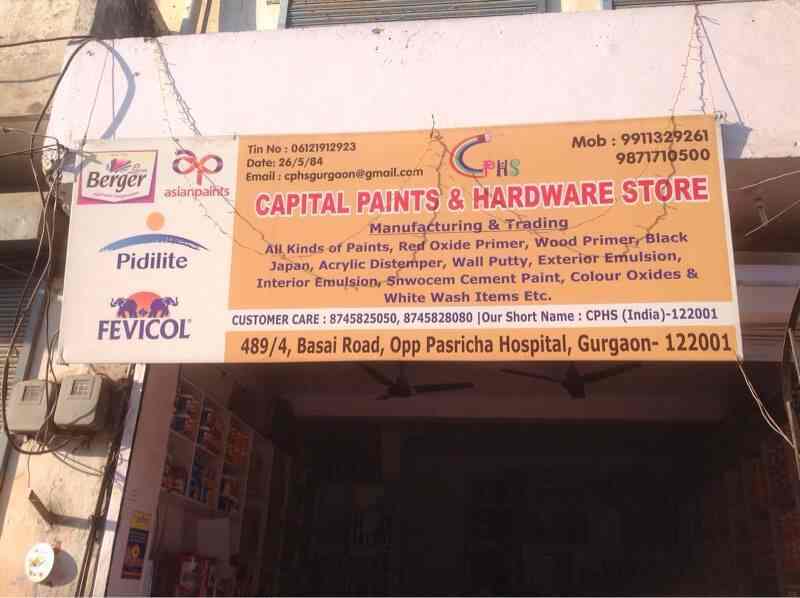 Berger
asianpaints
Pidilite
FEVICOL
Tin No : 06121912923
Date: 26/5/84
Email : cphsgurgaon@gmail.com
CPHS
Mob : 9911329261
9871710500
CAPITAL PAINTS & HARDWARE STORE
Manufacturing & Trading
All Kinds of Paints, Red Oxide Primer, Wood Primer, Black
Japan, Acrylic Distemper, Wall Putty, Exterior Emulsion,
Interior Emulsion, Snwocem Cement Paint, Colour Oxides &
White Wash Items Etc.
CUSTOMER CARE : 8745825050, 8745828080 |Our Short Name : CPHS (India)-122001
489/4, Basai Road, Opp Pasricha Hospital, Gurgaon- 122001